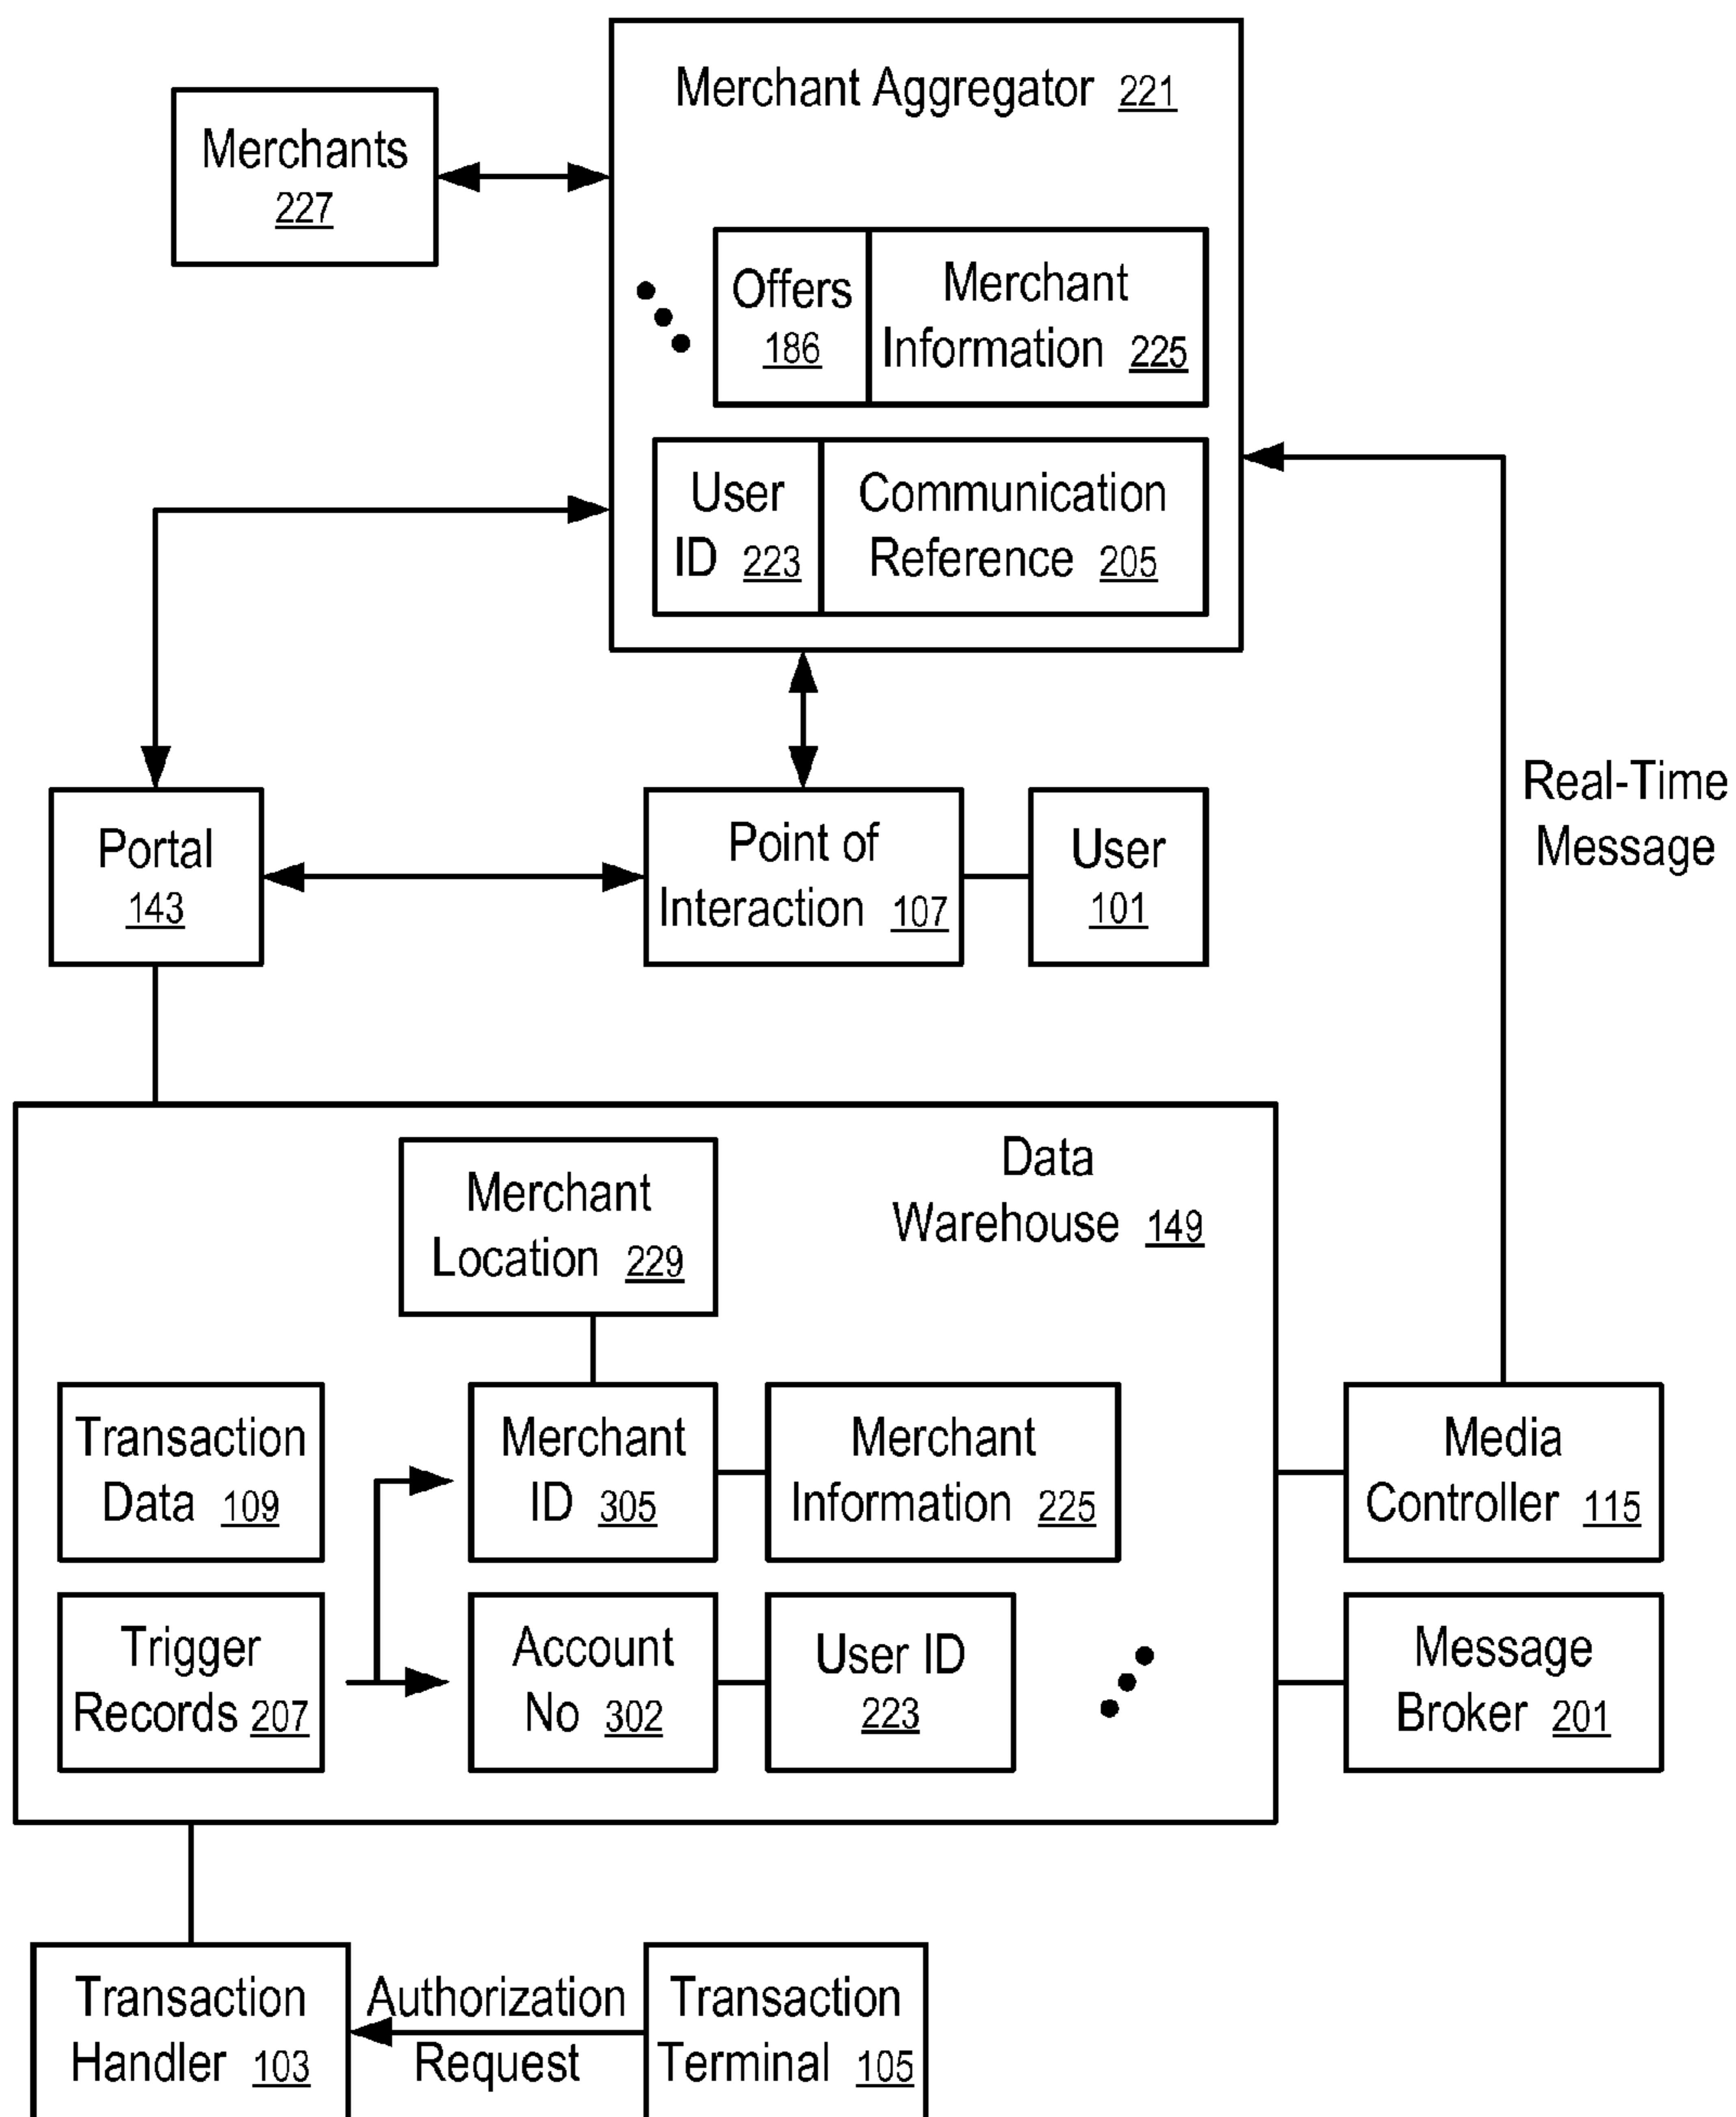 Merchant Aggregator 221
Merchants
227
Offers
186
Merchant
Information 225
User
ID 223
Communication
Reference 205
Real-Time
Message
Portal
143
Point of
Interaction 107
User
101
Data
Warehouse 149
Merchant
Location 229
Transaction
Data 109
Merchant
ID 305
Merchant
Information 225
Media
Controller 115
Trigger
Records 207
Account
No 302
User ID
223
Message
Broker 201
Transaction
Handler 103
Authorization
Request
Transaction
Terminal 105